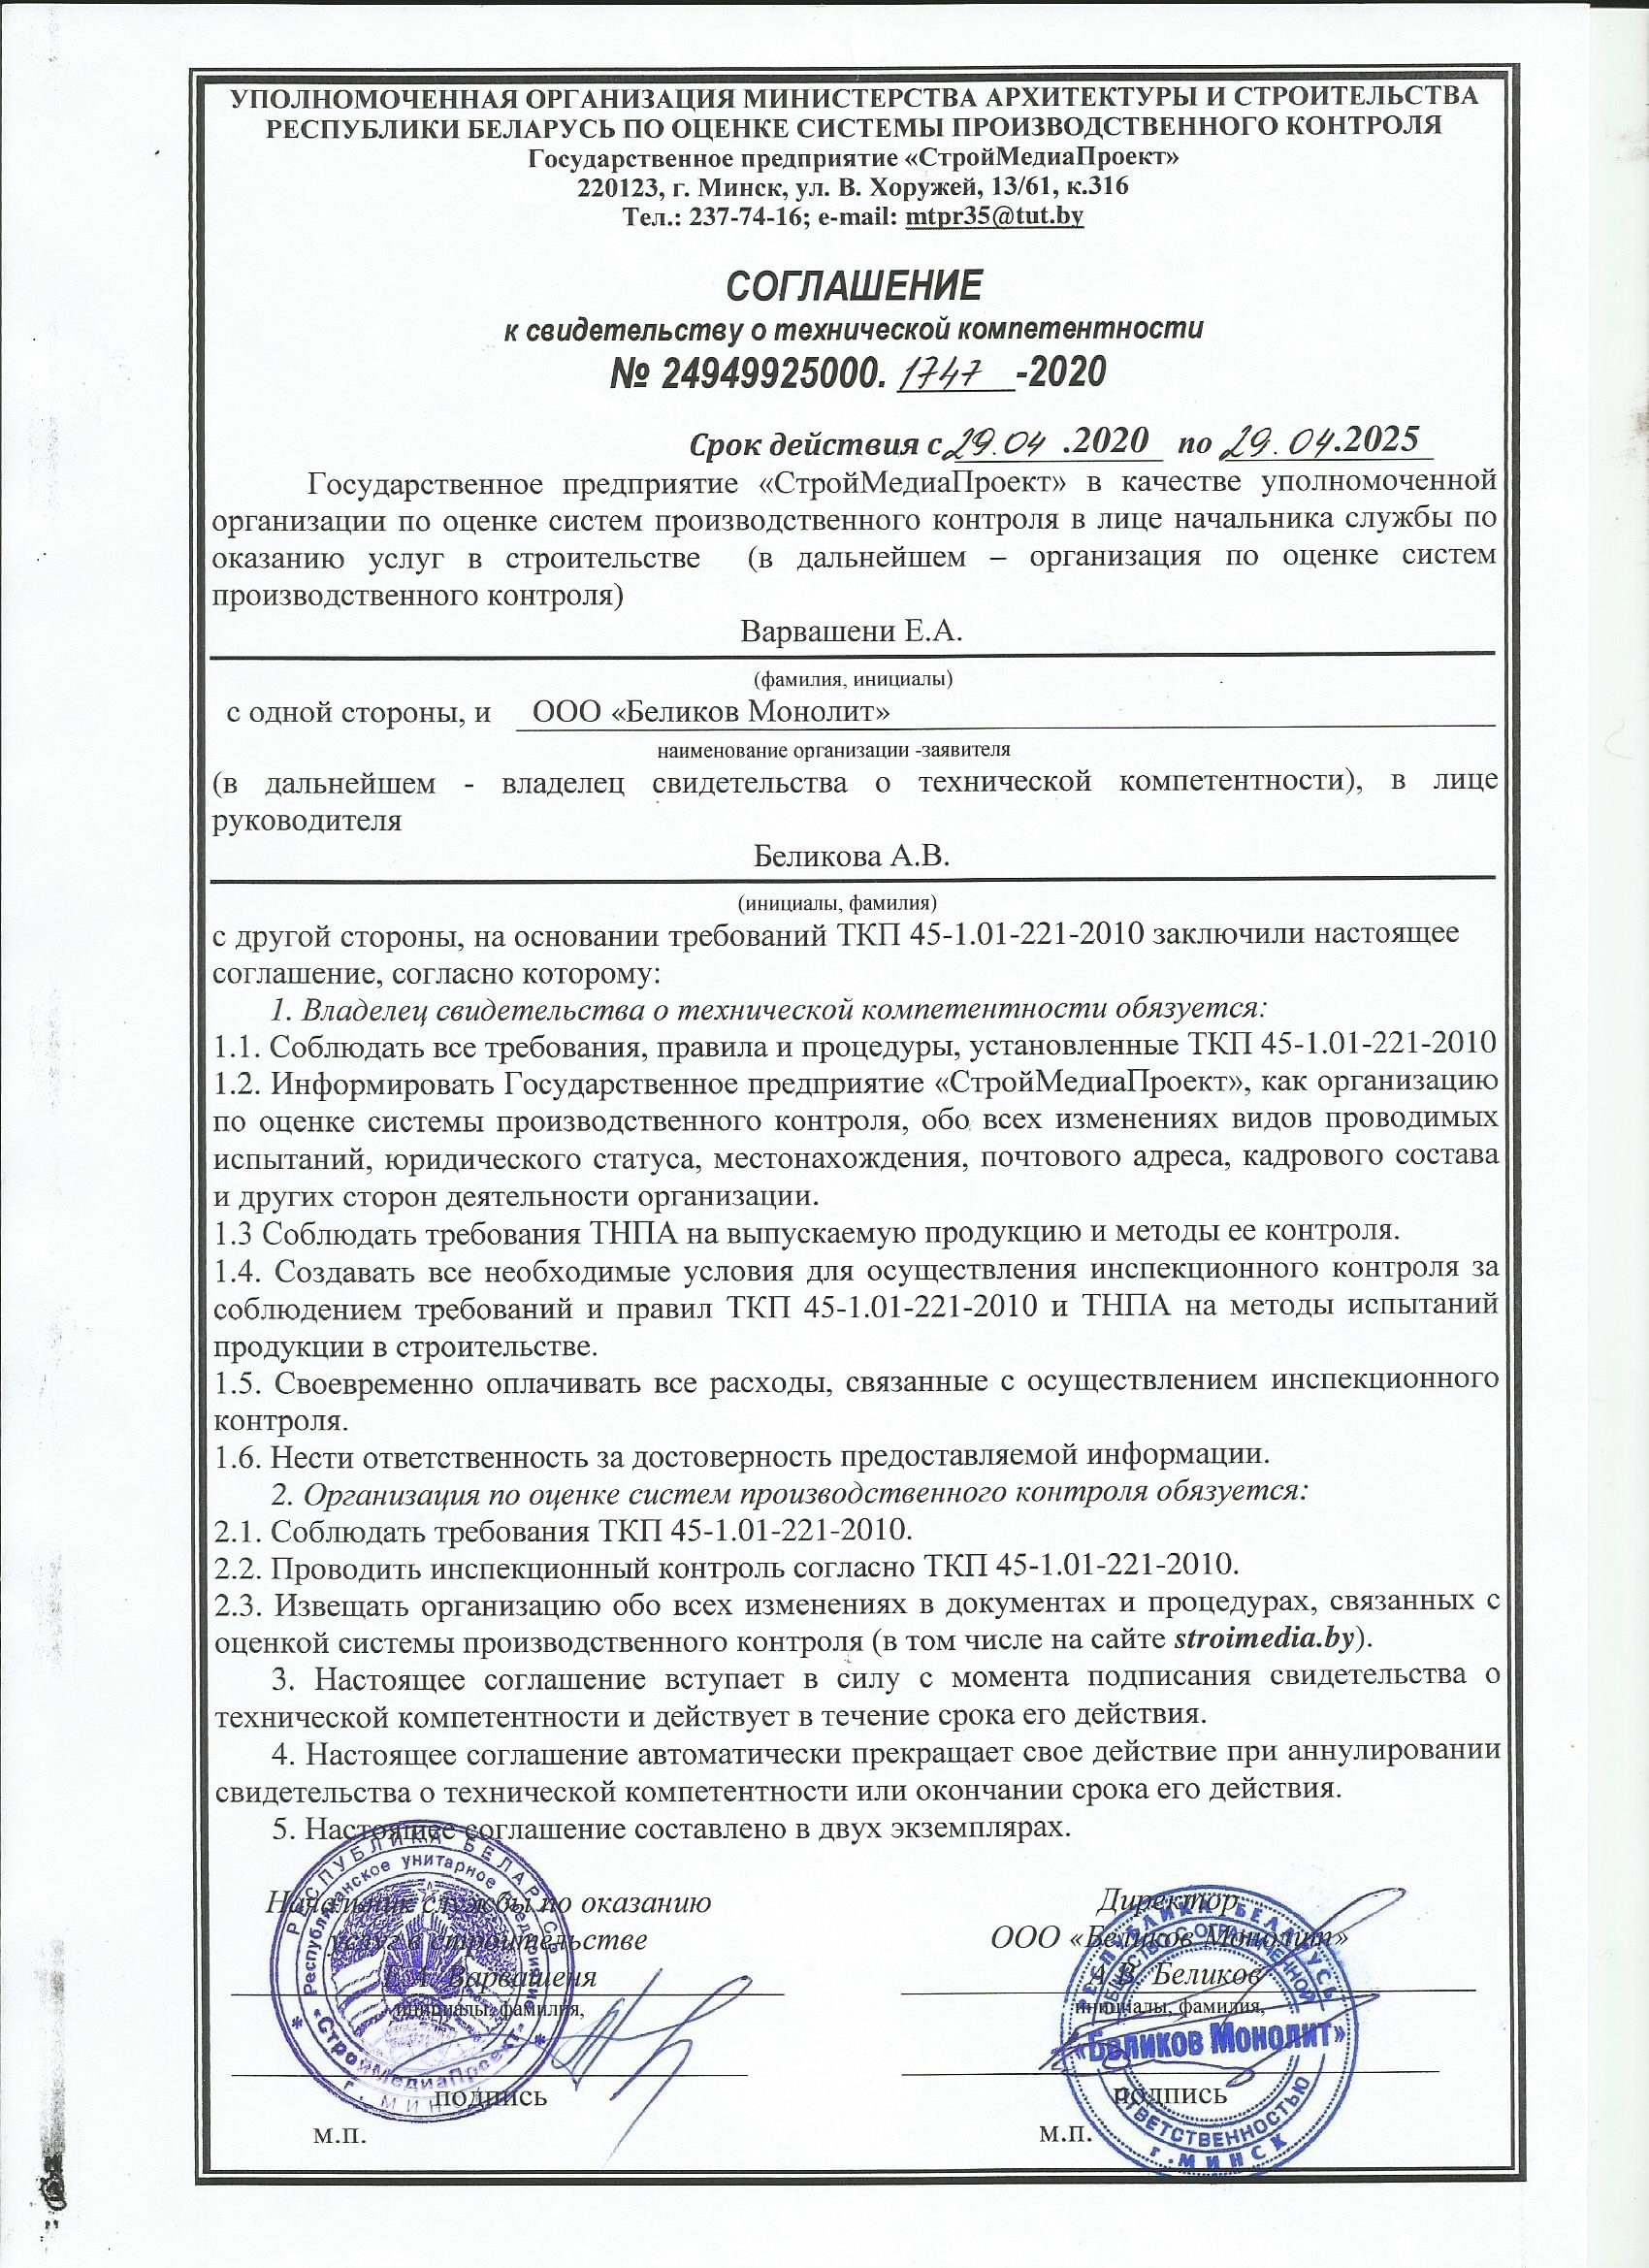 УПОЛНОМОЧЕННАЯ ОРГАНИЗАЦИЯ МИНИСТЕРСТВА АРХИТЕКТУРЫ И СТРОИТЕЛЬСТВА
РЕСПУБЛИКИ БЕЛАРУСЬ ПО ОЦЕНКЕ СИСТЕМЫ ПРОИЗВОДСТВЕННОГО КОНТРОЛЯ
Государственное предприятие «СтройМедиаПроект»
220123, г. Минск, ул. В. Хоружей, 13/61, к.316
Тел.: 237-74-16; e-mail: mtpr35@tut.by
СОГЛАШЕНИЕ
к свидетельству о технической компетентности
№ 24949925000. 1747 -2020
Срок действия с 29.04 .2020 по 29.04.2025
Государственное предприятие «СтройМедиаПроект» в качестве уполномоченной
организации по оценке систем производственного контроля в лице начальника службы по
оказанию услуг в строительстве (в дальнейшем – организация по оценке систем
производственного контроля)
Варвашени Е.А.
(фамилия, инициалы)
с одной стороны, и ООО «Беликов Монолит»
наименование организации -заявителя
(в дальнейшем - владелец свидетельства о технической компетентности), в лице
руководителя
Беликова А.В.
(инициалы, фамилия)
с другой стороны, на основании требований ТКП 45-1.01-221-2010 заключили настоящее
соглашение, согласно которому:
1. Владелец свидетельства о технической компетентности обязуется:
1.1. Соблюдать все требования, правила и процедуры, установленные ТКП 45-1.01-221-2010
1.2. Информировать Государственное предприятие «СтройМедиаПроект», как организацию
по оценке системы производственного контроля, обо всех изменениях видов проводимых
испытаний, юридического статуса, местонахождения, почтового адреса, кадрового состава
и других сторон деятельности организации.
1.3 Соблюдать требования ТНПА на выпускаемую продукцию и методы ее контроля.
1.4. Создавать все необходимые условия для осуществления инспекционного контроля за
соблюдением требований и правил ТКП 45-1.01-221-2010 и ТНПА на методы испытаний
продукции в строительстве.
1.5. Своевременно оплачивать все расходы, связанные с осуществлением инспекционного
контроля.
1.6. Нести ответственность за достоверность предоставляемой информации.
2. Организация по оценке систем производственного контроля обязуется:
2.1. Соблюдать требования ТКП 45-1.01-221-2010.
2.2. Проводить инспекционный контроль согласно ТКП 45-1.01-221-2010.
2.3. Извещать организацию обо всех изменениях в документах и процедурах, связанных с
оценкой системы производственного контроля (в том числе на сайте stroimedia.by).
3. Настоящее соглашение вступает в силу с момента подписания свидетельства о
технической компетентности и действует в течение срока его действия.
4. Настоящее соглашение автоматически прекращает свое действие при аннулировании
свидетельства о технической компетентности или окончании срока его действия.
5. Настоящее соглашение составлено в двух экземплярах.
Начальник службы по оказанию
услуг в строительстве
Е.А. Варвашеня
инициалы, фамилия,
подпись
м.п.
РЕСПУБЛИКА БЕЛАРУСЬ
Республиканское унитарное предприятие
«СтройМедиаПроект»
г. МИНСК
Директор
ООО «Беликов Монолит»
А.В. Беликов
инициалы, фамилия,
подпись
м.п.
РЕСПУБЛИКА БЕЛАРУСЬ
ОБЩЕСТВО С ОГРАНИЧЕННОЙ
«Беликов Монолит»
ОТВЕТСТВЕННОСТЬЮ
г. МИНСК